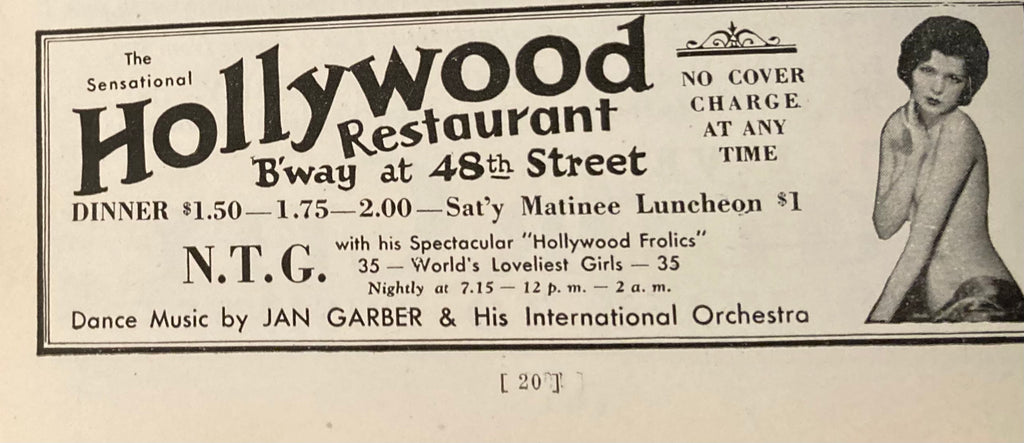 The
Sensational
Hollywood
Restaurant
B'way at 48th Street
NO COVER
CHARGE
AT ANY
TIME
DINNER $1.50—1.75—2.00—Sat'y Matinee Luncheon $1
N.T.G.
with his Spectacular "Hollywood Frolics"
35 — World's Loveliest Girls — 35
Nightly at 7.15 — 12 p. m. — 2 a. m.
Dance Music by JAN GARBER & His International Orchestra
[ 20 ]